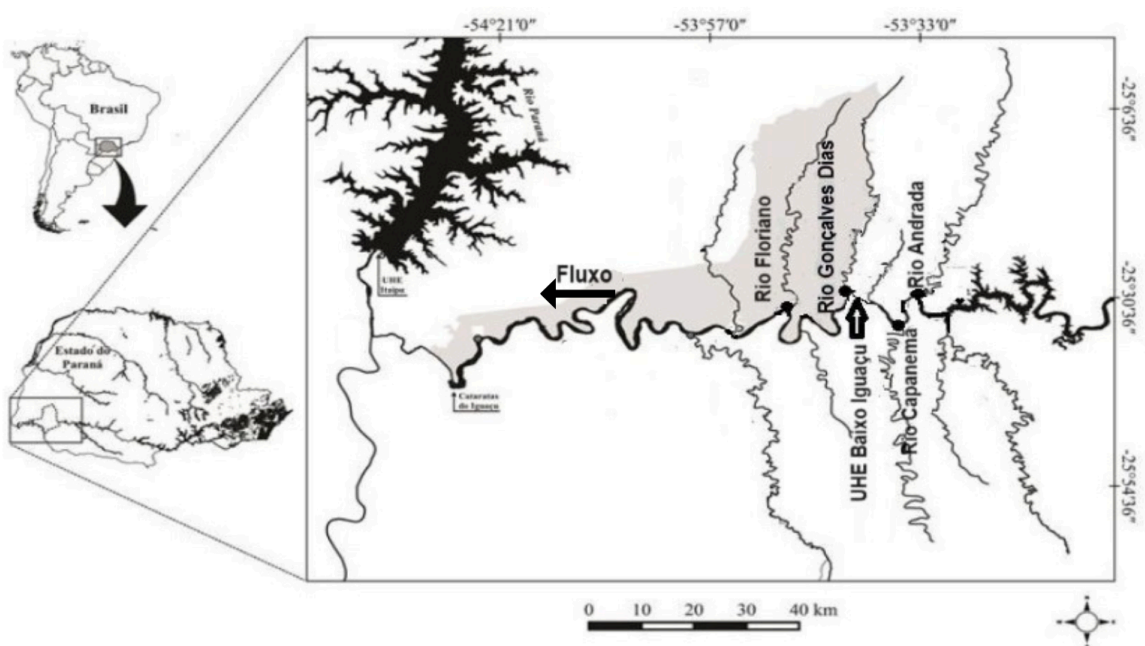 -54°21'0"
-53°57'0"
-53°33'0"
Brasil
Rio Paraná
-25°6'36"
Rio Floriano
Rio Gonçalves Dias
Rio Andrada
Fluxo
UHE
Itaipu
-25°30'36"
Estado do
Paraná
UHE Baixo Iguaçu
Rio Capanema
Cataratas
do Iguaçu
-25°54'36"
0 10 20 30 40 km